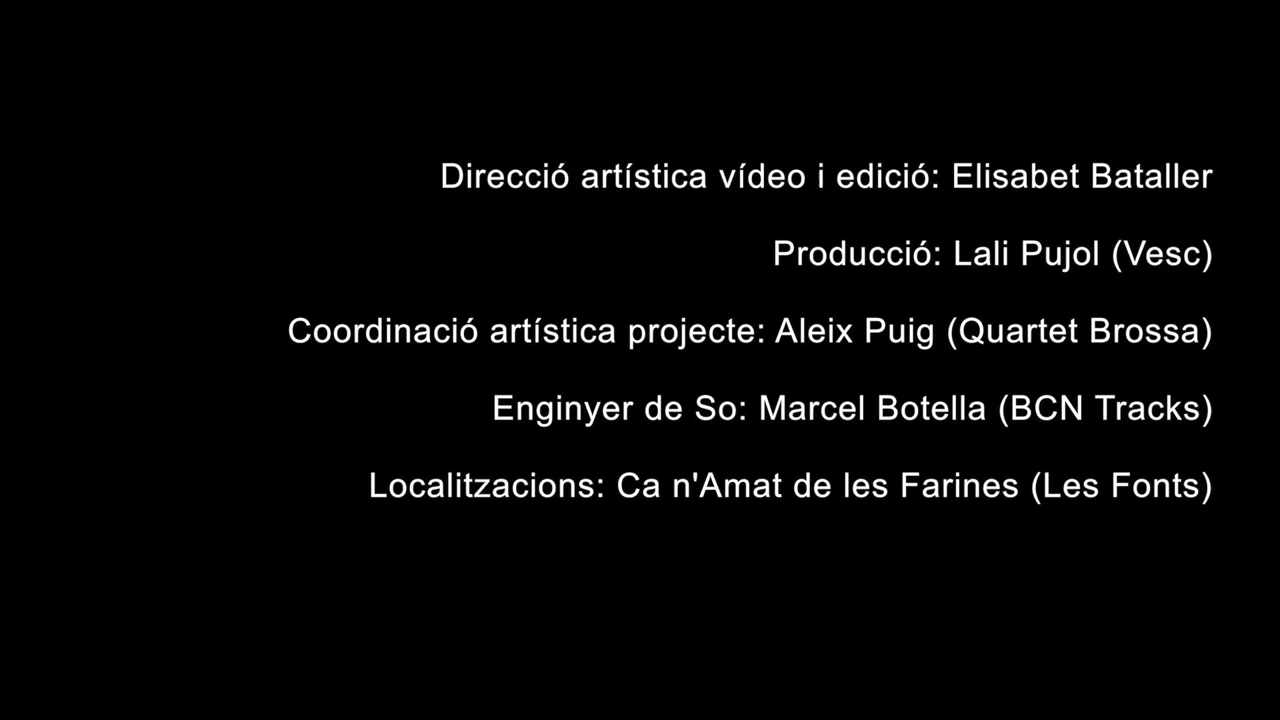 Direcció artística vídeo i edició: Elisabet Bataller
Producció: Lali Pujol (Vesc)
Coordinació artística projecte: Aleix Puig (Quartet Brossa)
Enginyer de So: Marcel Botella (BCN Tracks)
Localitzacions: Ca n'Amat de les Farines (Les Fonts)